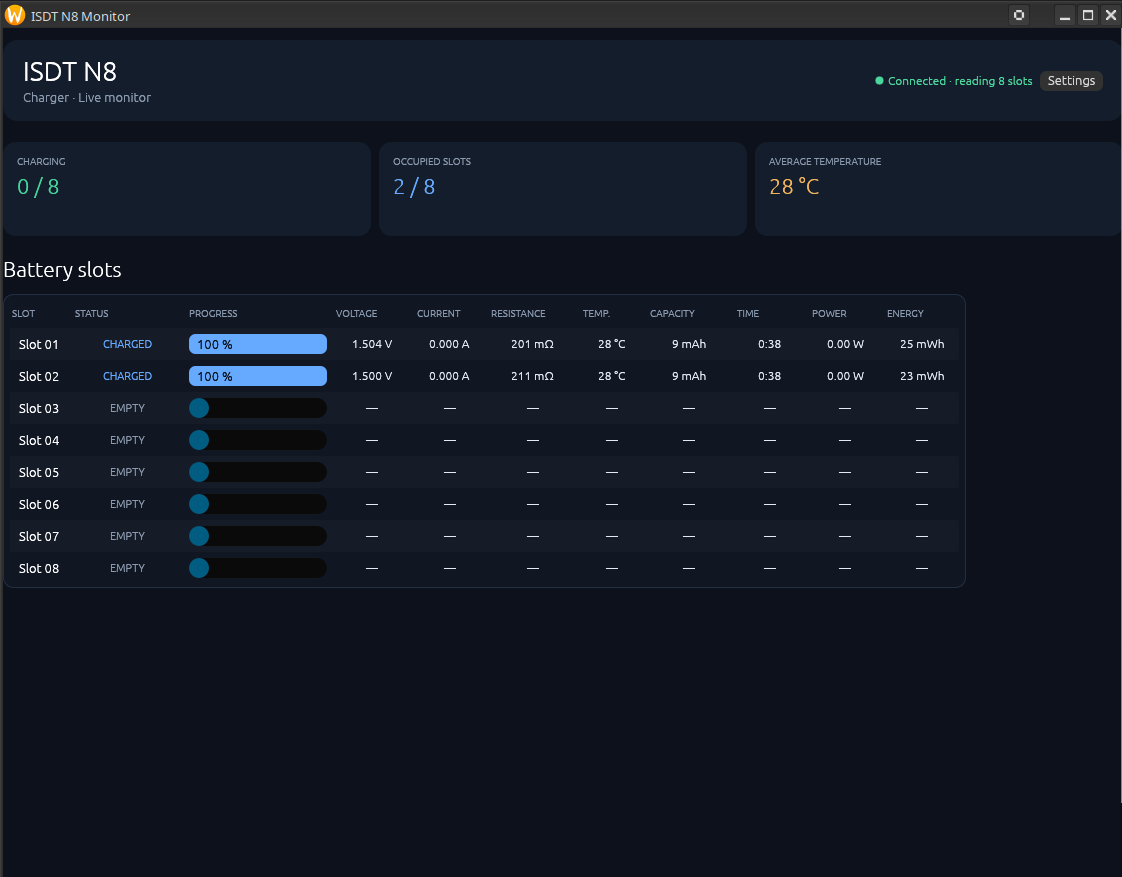 ISDT N8 Monitor
ISDT N8
Charger · Live monitor
Connected · reading 8 slots
Settings
CHARGING
0 / 8
OCCUPIED SLOTS
2 / 8
AVERAGE TEMPERATURE
28 °C
Battery slots
SLOT STATUS PROGRESS VOLTAGE CURRENT RESISTANCE TEMP. CAPACITY TIME POWER ENERGY
Slot 01 CHARGED 100 % 1.504 V 0.000 A 201 mΩ 28 °C 9 mAh 0:38 0.00 W 25 mWh
Slot 02 CHARGED 100 % 1.500 V 0.000 A 211 mΩ 28 °C 9 mAh 0:38 0.00 W 23 mWh
Slot 03 EMPTY — — — — — — — —
Slot 04 EMPTY — — — — — — — —
Slot 05 EMPTY — — — — — — — —
Slot 06 EMPTY — — — — — — — —
Slot 07 EMPTY — — — — — — — —
Slot 08 EMPTY — — — — — — — —